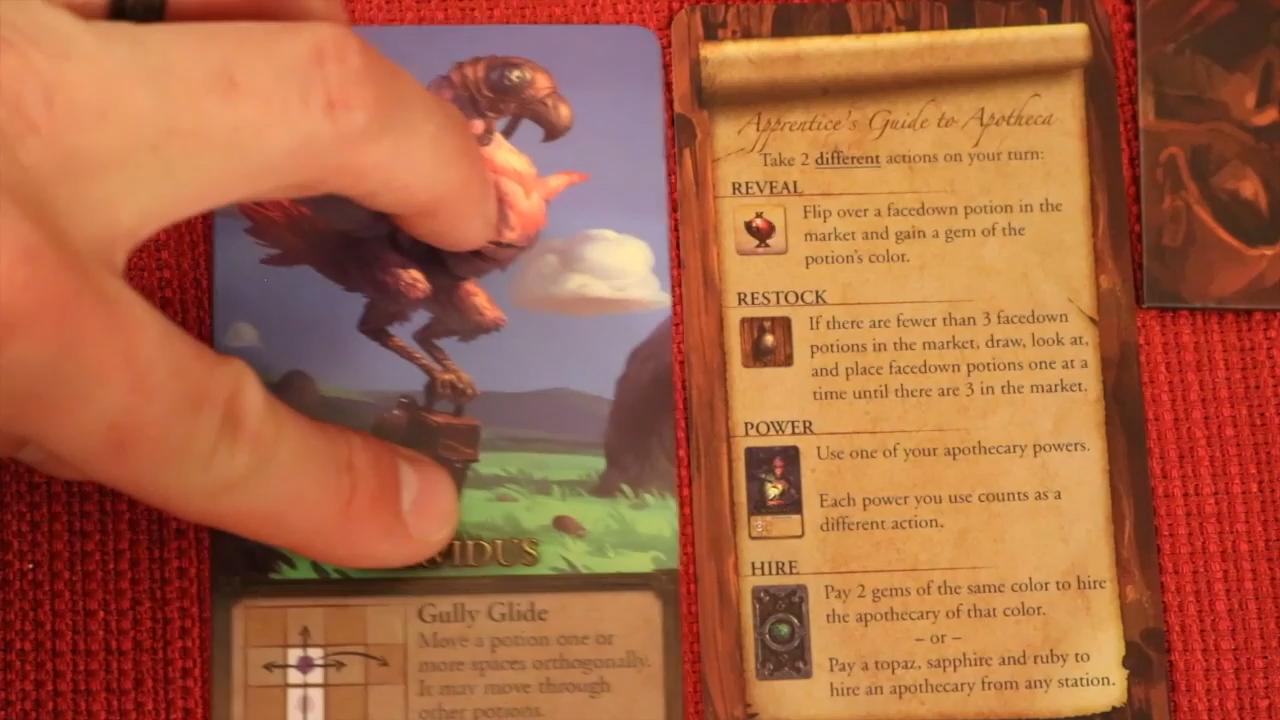 Gully Glide
Move a potion one or
more spaces orthogonally.
It may move through
other potions.
Apprentice's Guide to Apotheca
Take 2 different actions on your turn:
REVEAL
Flip over a facedown potion in the
market and gain a gem of the
potion's color.
RESTOCK
If there are fewer than 3 facedown
potions in the market, draw, look at,
and place facedown potions one at a
time until there are 3 in the market.
POWER
Use one of your apothecary powers.
Each power you use counts as a
different action.
HIRE
Pay 2 gems of the same color to hire
the apothecary of that color.
– or –
Pay a topaz, sapphire and ruby to
hire an apothecary from any station.